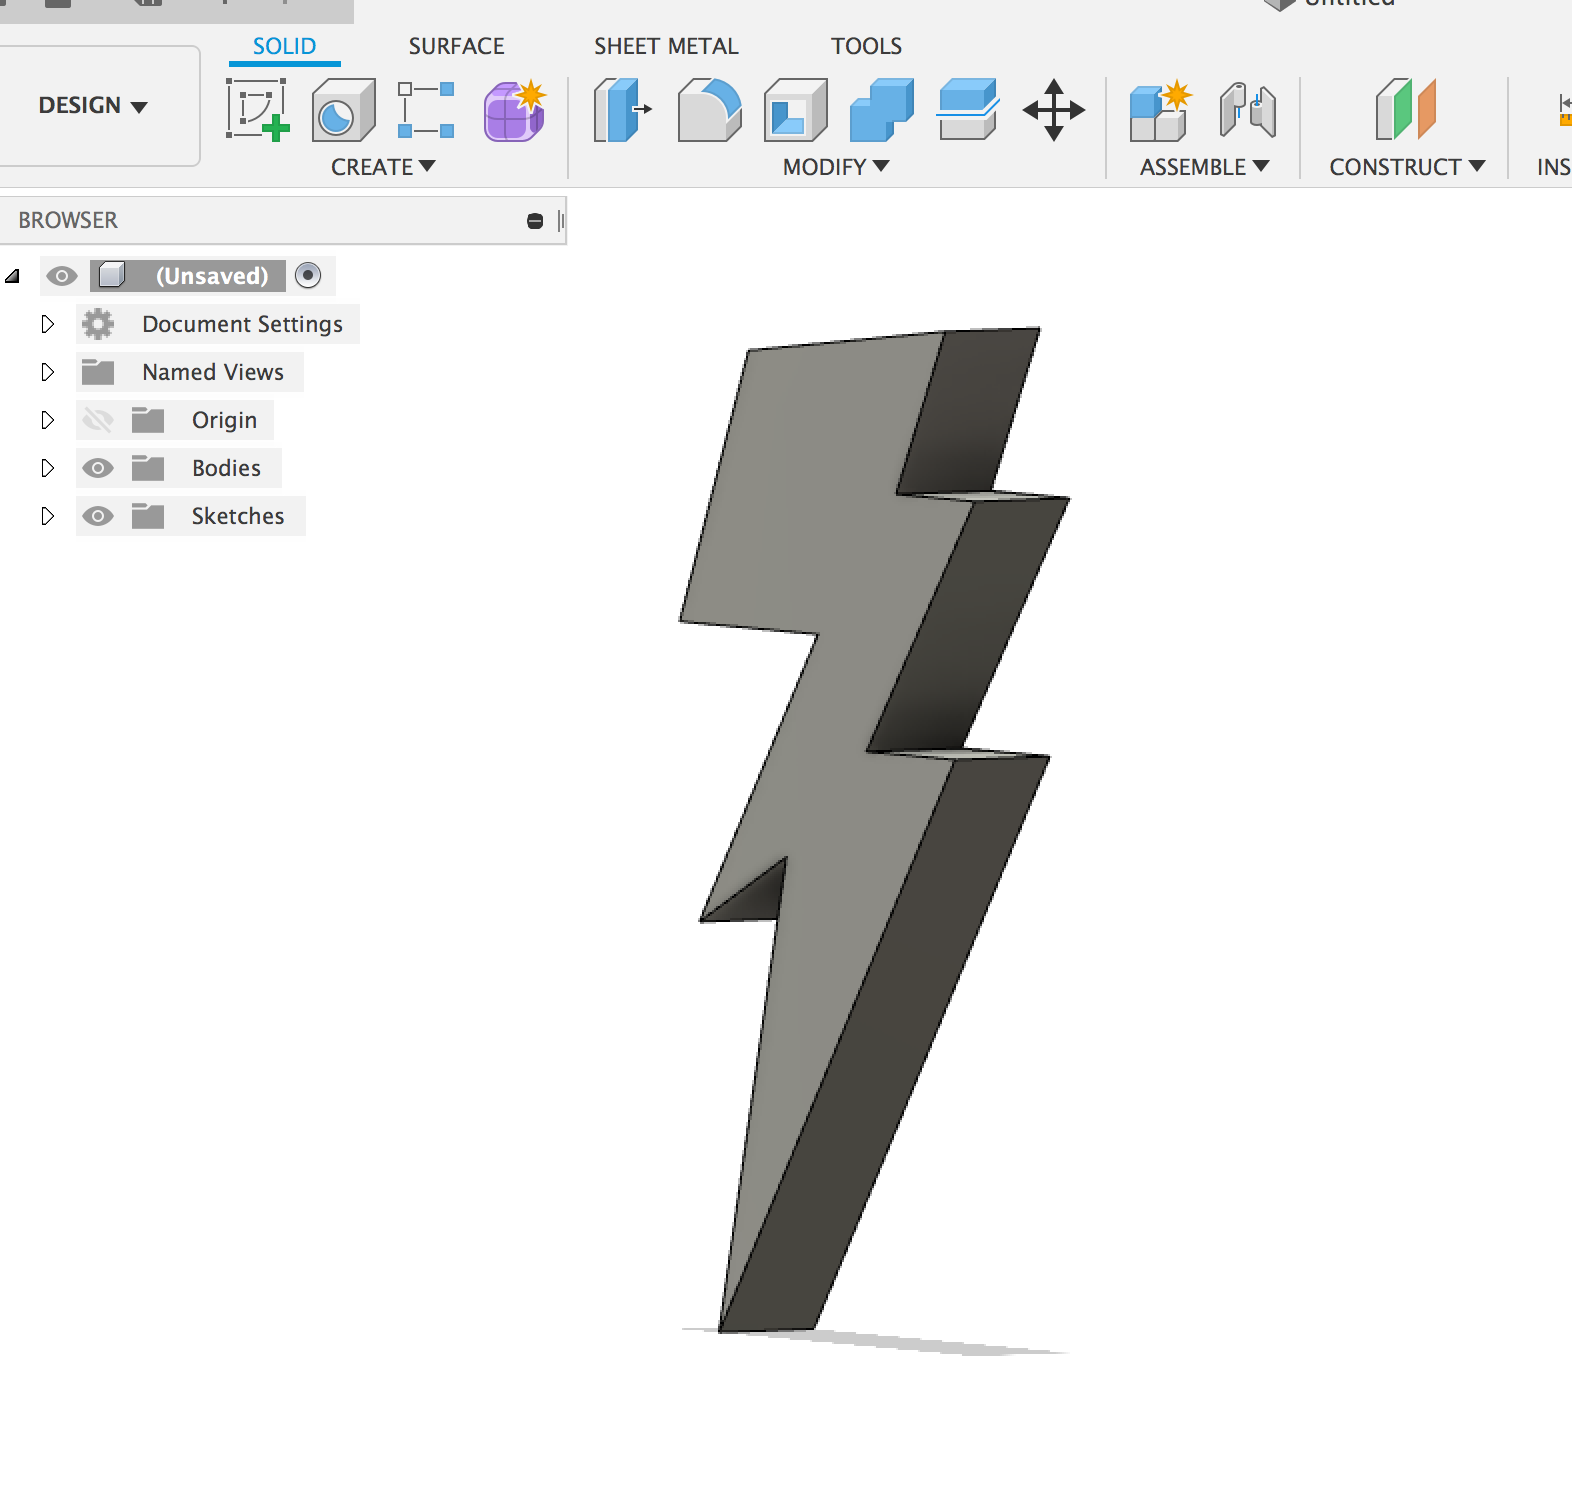 Untitled
SOLID SURFACE SHEET METAL TOOLS
DESIGN
CREATE MODIFY ASSEMBLE CONSTRUCT INS
BROWSER
(Unsaved)
Document Settings
Named Views
Origin
Bodies
Sketches